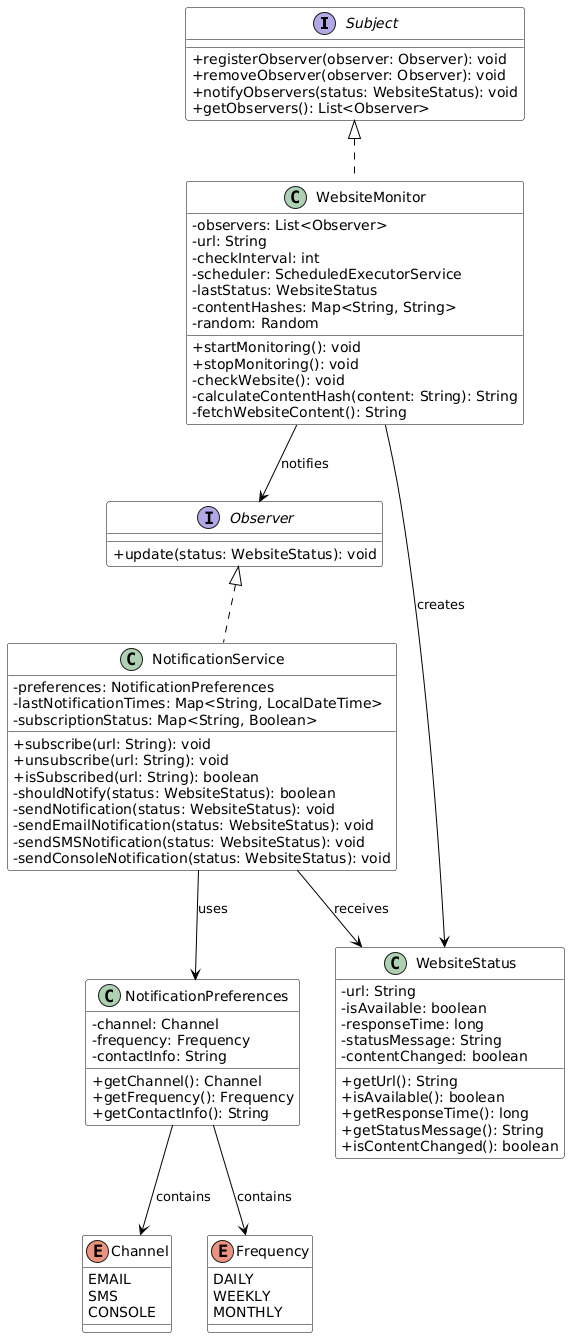 I Subject
+registerObserver(observer: Observer): void
+removeObserver(observer: Observer): void
+notifyObservers(status: WebsiteStatus): void
+getObservers(): List<Observer>
C WebsiteMonitor
-observers: List<Observer>
-url: String
-checkInterval: int
-scheduler: ScheduledExecutorService
-lastStatus: WebsiteStatus
-contentHashes: Map<String, String>
-random: Random
+startMonitoring(): void
+stopMonitoring(): void
-checkWebsite(): void
-calculateContentHash(content: String): String
-fetchWebsiteContent(): String
notifies
I Observer
+update(status: WebsiteStatus): void
creates
C NotificationService
-preferences: NotificationPreferences
-lastNotificationTimes: Map<String, LocalDateTime>
-subscriptionStatus: Map<String, Boolean>
+subscribe(url: String): void
+unsubscribe(url: String): void
+isSubscribed(url: String): boolean
-shouldNotify(status: WebsiteStatus): boolean
-sendNotification(status: WebsiteStatus): void
-sendEmailNotification(status: WebsiteStatus): void
-sendSMSNotification(status: WebsiteStatus): void
-sendConsoleNotification(status: WebsiteStatus): void
uses
receives
C NotificationPreferences
-channel: Channel
-frequency: Frequency
-contactInfo: String
+getChannel(): Channel
+getFrequency(): Frequency
+getContactInfo(): String
C WebsiteStatus
-url: String
-isAvailable: boolean
-responseTime: long
-statusMessage: String
-contentChanged: boolean
+getUrl(): String
+isAvailable(): boolean
+getResponseTime(): long
+getStatusMessage(): String
+isContentChanged(): boolean
contains
contains
E Channel
EMAIL
SMS
CONSOLE
E Frequency
DAILY
WEEKLY
MONTHLY